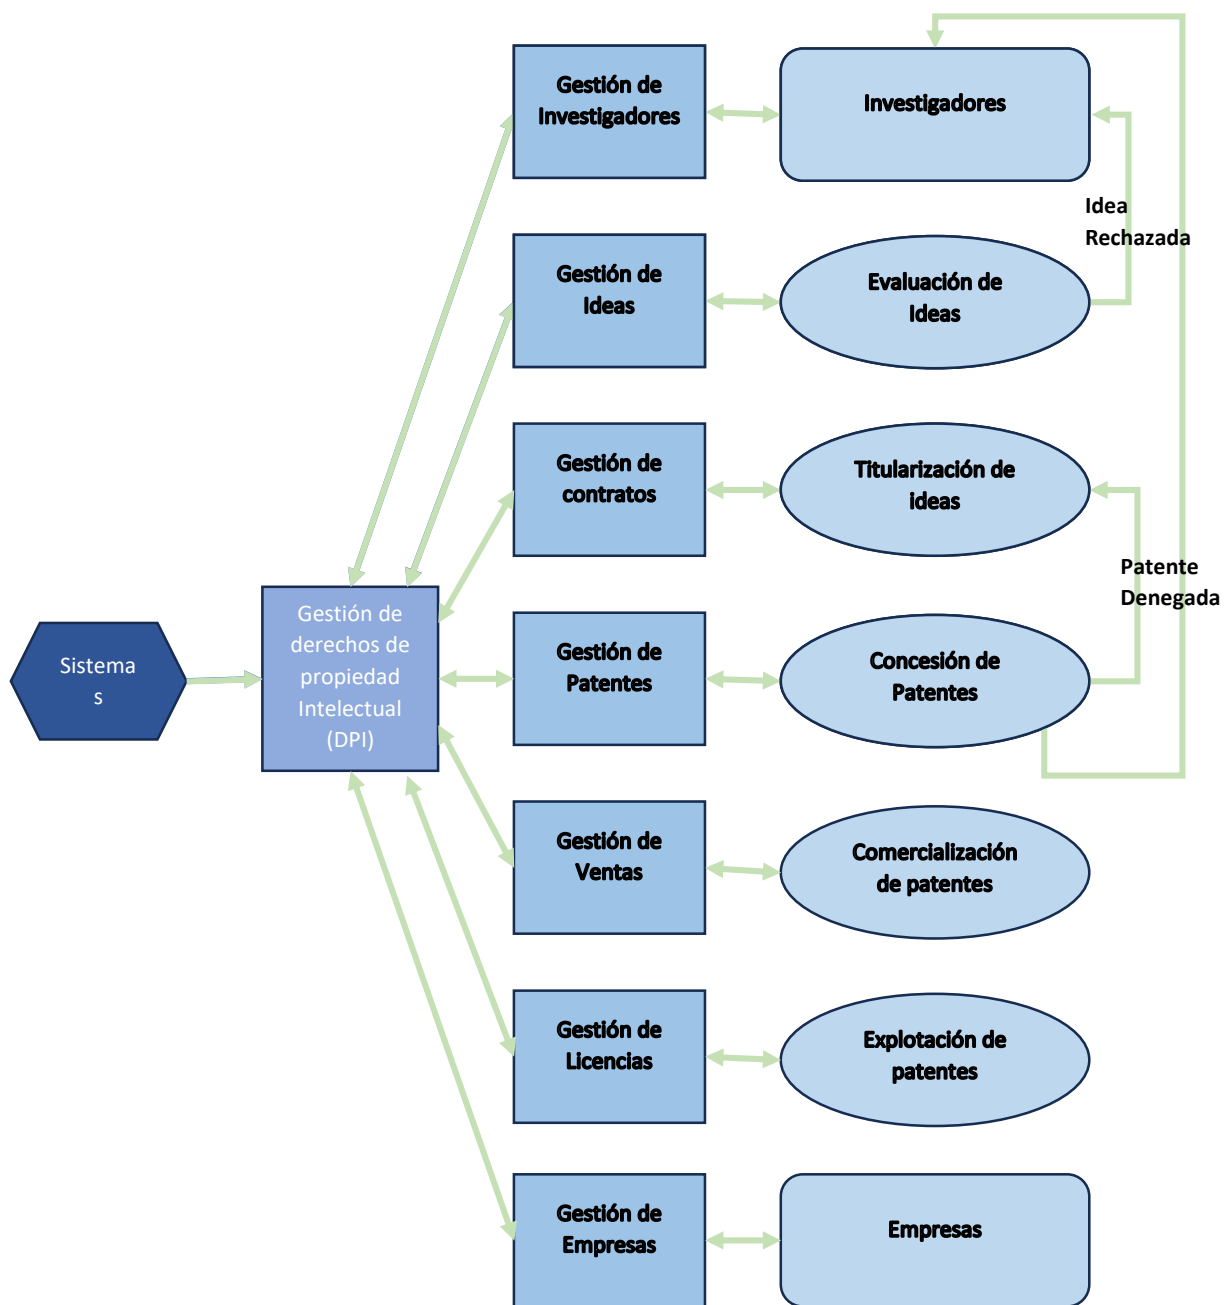 Gestión de
Investigadores
Investigadores
Idea
Rechazada
Gestión de
Ideas
Evaluación de
Ideas
Gestión de
contratos
Titularización de
ideas
Patente
Denegada
Sistema
s
Gestión de
derechos de
propiedad
Intelectual
(DPI)
Gestión de
Patentes
Concesión de
Patentes
Gestión de
Ventas
Comercialización
de patentes
Gestión de
Licencias
Explotación de
patentes
Gestión de
Empresas
Empresas